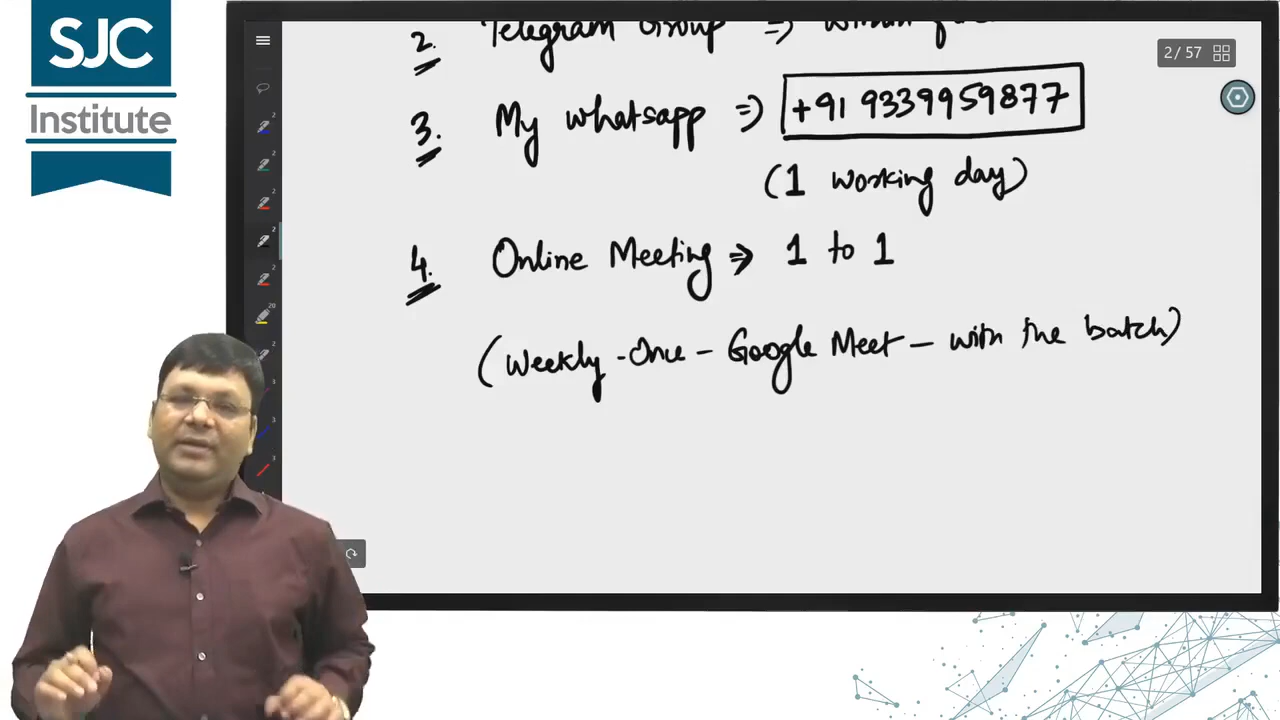 SJC
Institute
2/57
2. Telegram Group ⇒
3. My whatsapp ⇒ +91 9339959877
(1 working day)
4. Online Meeting ⇒ 1 to 1
(Weekly - Once - Google Meet - with the batch)